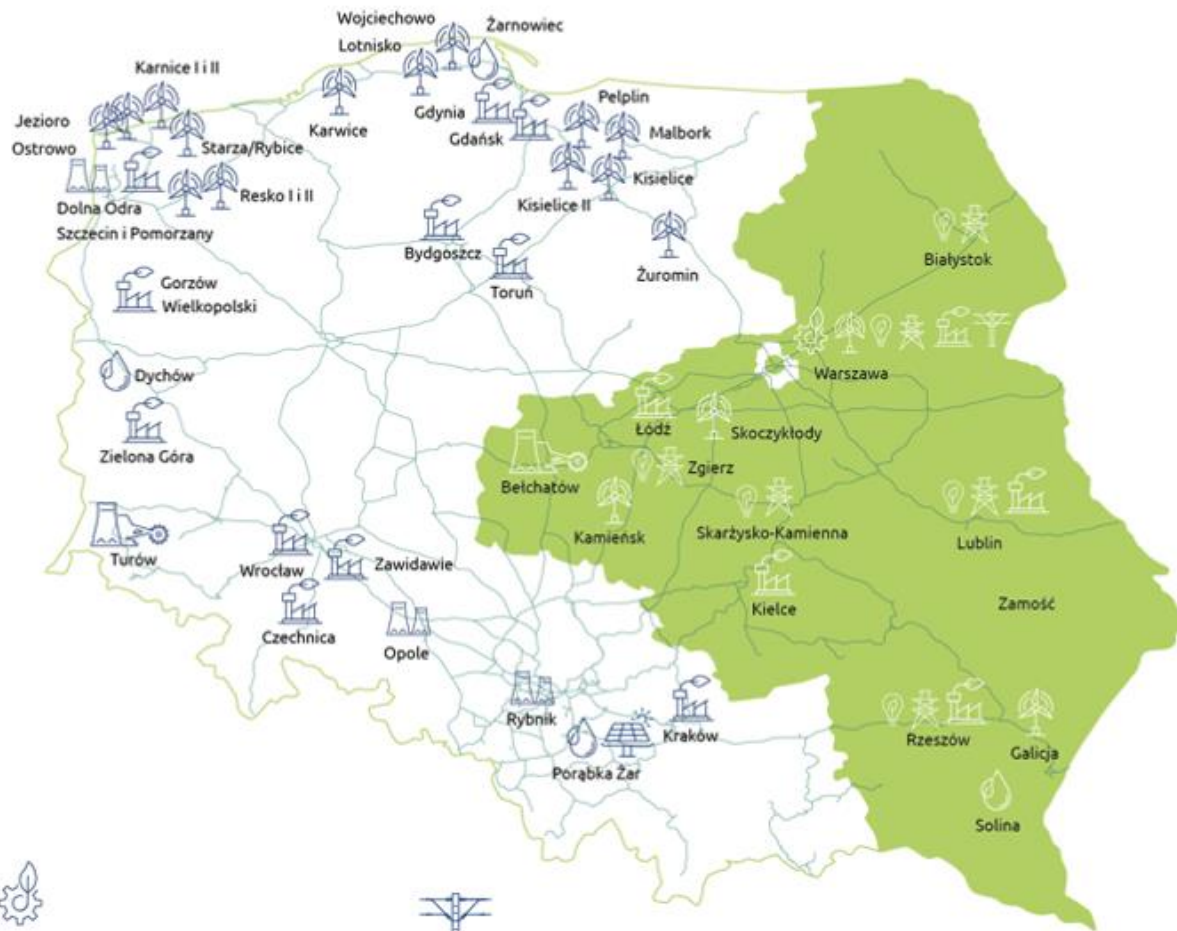 Wojciechowo
Żarnowiec
Lotnisko
Karnice I i II
Pelplin
Jezioro
Ostrowo
Karwice
Gdynia
Gdańsk
Malbork
Starza/Rybice
Kisielice
Resko I i II
Kisielice II
Dolna Odra
Szczecin i Pomorzany
Bydgoszcz
Żuromin
Białystok
Toruń
Gorzów
Wielkopolski
Dychów
Warszawa
Łódź
Skoczykłody
Zielona Góra
Zgierz
Bełchatów
Kamieńsk
Skarżysko-Kamienna
Lublin
Turów
Wrocław
Zawidawie
Zamość
Kielce
Czechnica
Opole
Rybnik
Kraków
Rzeszów
Galicja
Porąbka Żar
Solina